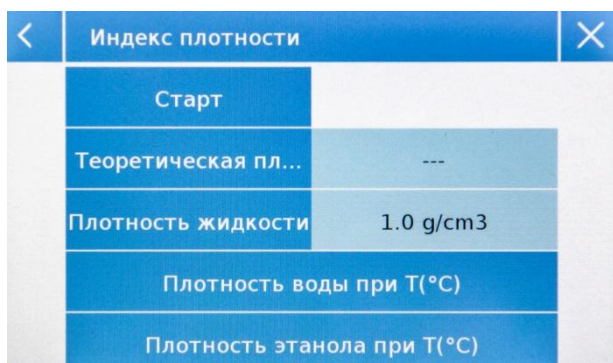 Индекс плотности
Старт
Теоретическая пл...
---
Плотность жидкости
1.0 g/cm3
Плотность воды при T(°C)
Плотность этанола при T(°C)